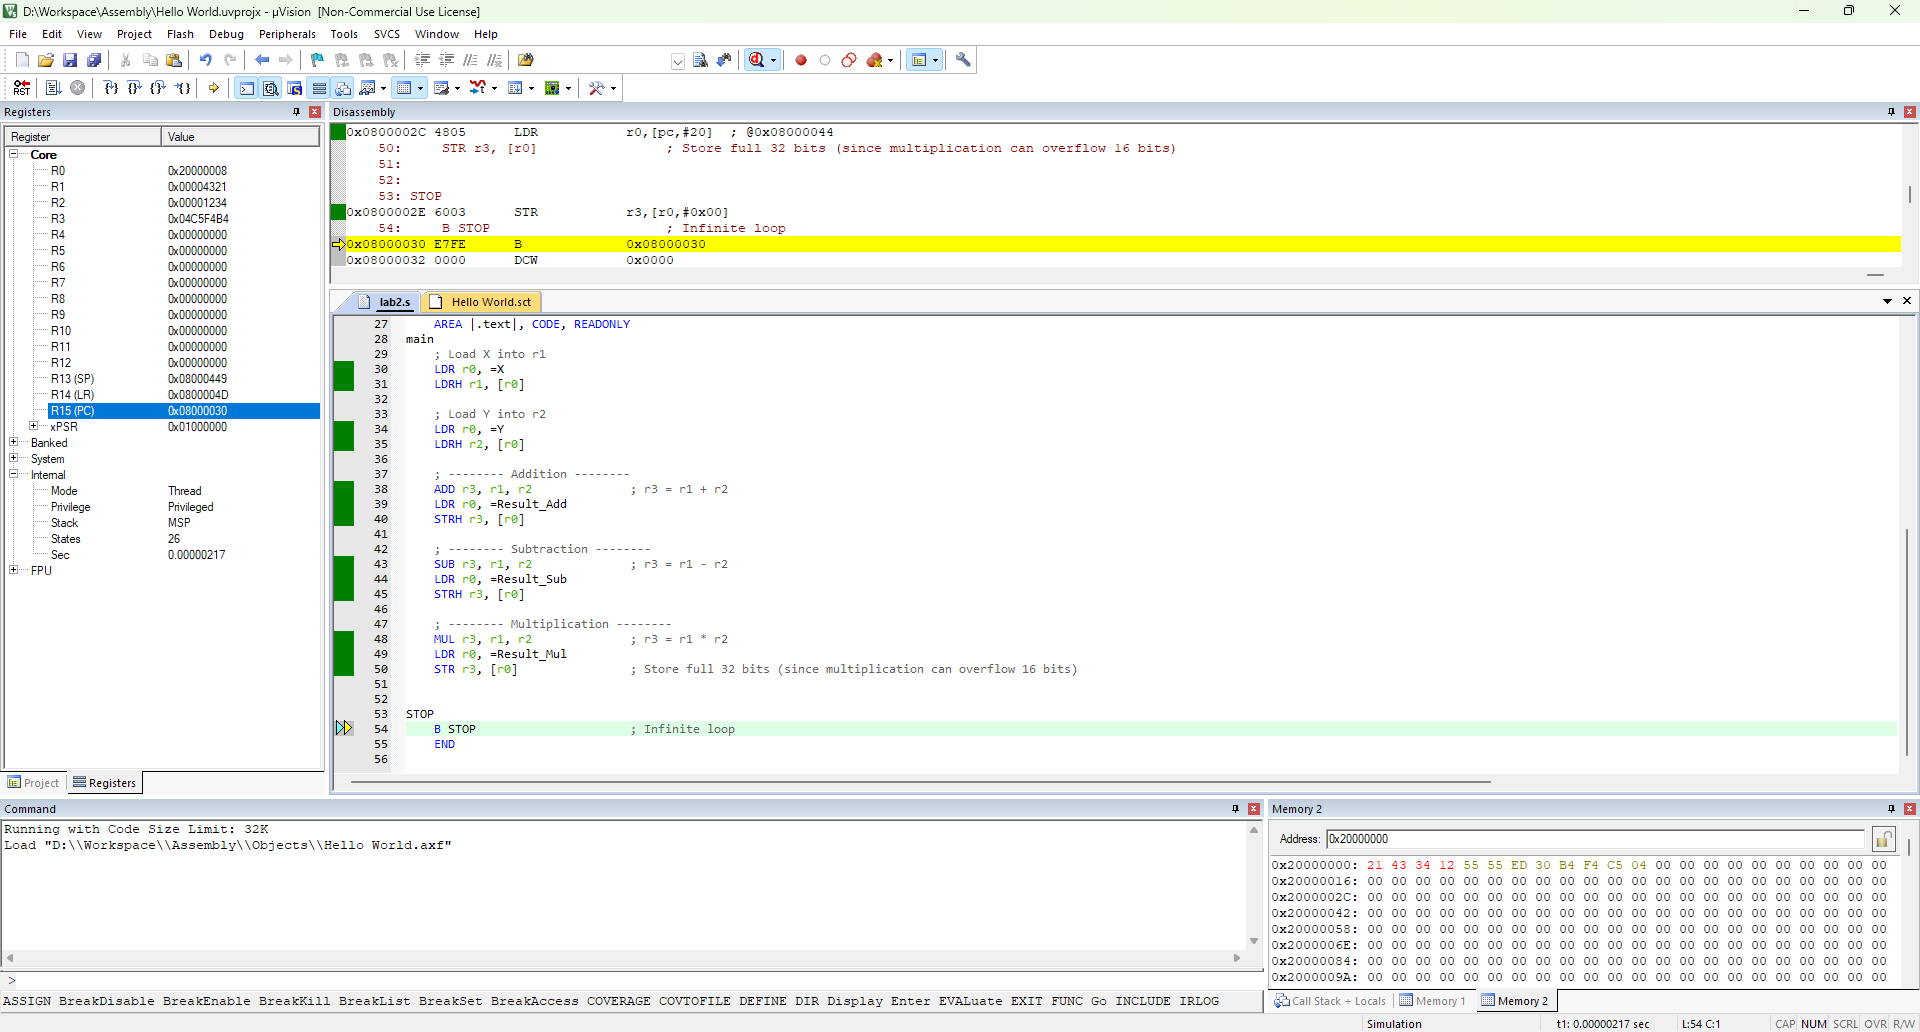 D:\Workspace\Assembly\Hello World.uvprojx - µVision [Non-Commercial Use License]
File Edit View Project Flash Debug Peripherals Tools SVCS Window Help
Registers
Register Value
Core
R0 0x20000008
R1 0x00004321
R2 0x00001234
R3 0x04C5F4B4
R4 0x00000000
R5 0x00000000
R6 0x00000000
R7 0x00000000
R8 0x00000000
R9 0x00000000
R10 0x00000000
R11 0x00000000
R12 0x00000000
R13 (SP) 0x08000449
R14 (LR) 0x0800004D
R15 (PC) 0x08000030
xPSR 0x01000000
Banked
System
Internal
Mode Thread
Privilege Privileged
Stack MSP
States 26
Sec 0.00000217
FPU
Project Registers
Disassembly
0x0800002C 4805 LDR r0,[pc,#20] ; @0x08000044
50: STR r3, [r0] ; Store full 32 bits (since multiplication can overflow 16 bits)
51:
52:
53: STOP
0x0800002E 6003 STR r3,[r0,#0x00]
54: B STOP ; Infinite loop
0x08000030 E7FE B 0x08000030
0x08000032 0000 DCW 0x0000
lab2.s Hello World.sct
27 AREA |.text|, CODE, READONLY
28 main
29 ; Load X into r1
30 LDR r0, =X
31 LDRH r1, [r0]
32
33 ; Load Y into r2
34 LDR r0, =Y
35 LDRH r2, [r0]
36
37 ; -------- Addition --------
38 ADD r3, r1, r2 ; r3 = r1 + r2
39 LDR r0, =Result_Add
40 STRH r3, [r0]
41
42 ; -------- Subtraction --------
43 SUB r3, r1, r2 ; r3 = r1 - r2
44 LDR r0, =Result_Sub
45 STRH r3, [r0]
46
47 ; -------- Multiplication --------
48 MUL r3, r1, r2 ; r3 = r1 * r2
49 LDR r0, =Result_Mul
50 STR r3, [r0] ; Store full 32 bits (since multiplication can overflow 16 bits)
51
52
53 STOP
54 B STOP ; Infinite loop
55 END
56
Command
Running with Code Size Limit: 32K
Load "D:\\Workspace\\Assembly\\Objects\\Hello World.axf"
>
ASSIGN BreakDisable BreakEnable BreakKill BreakList BreakSet BreakAccess COVERAGE COVTOFILE DEFINE DIR Display Enter EVALuate EXIT FUNC Go INCLUDE IRLOG
Memory 2
Address: 0x20000000
0x20000000: 21 43 34 12 55 55 ED 30 B4 F4 C5 04 00 00 00 00 00 00 00 00 00 00
0x20000016: 00 00 00 00 00 00 00 00 00 00 00 00 00 00 00 00 00 00 00 00 00 00
0x2000002C: 00 00 00 00 00 00 00 00 00 00 00 00 00 00 00 00 00 00 00 00 00 00
0x20000042: 00 00 00 00 00 00 00 00 00 00 00 00 00 00 00 00 00 00 00 00 00 00
0x20000058: 00 00 00 00 00 00 00 00 00 00 00 00 00 00 00 00 00 00 00 00 00 00
0x2000006E: 00 00 00 00 00 00 00 00 00 00 00 00 00 00 00 00 00 00 00 00 00 00
0x20000084: 00 00 00 00 00 00 00 00 00 00 00 00 00 00 00 00 00 00 00 00 00 00
0x2000009A: 00 00 00 00 00 00 00 00 00 00 00 00 00 00 00 00 00 00 00 00 00 00
Call Stack + Locals Memory 1 Memory 2
Simulation t1: 0.00000217 sec L:54 C:1 CAP NUM SCRL OVR R/W